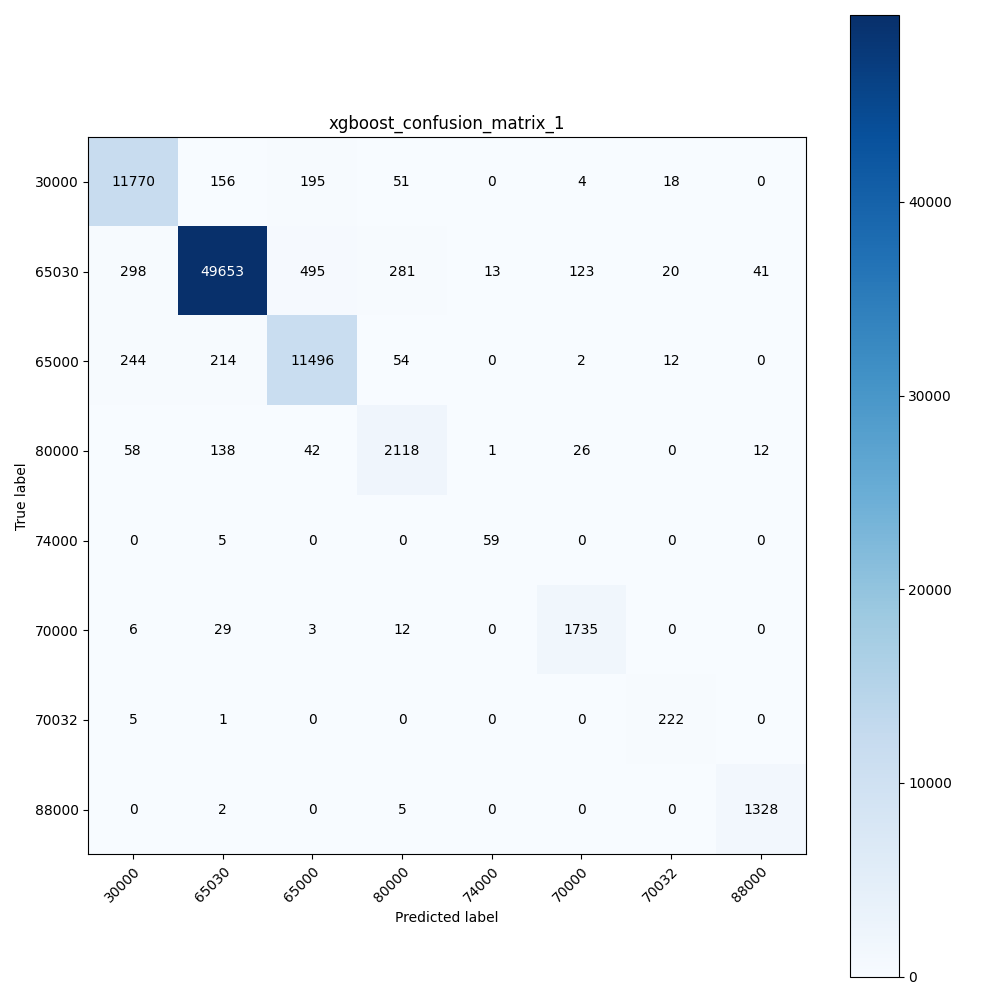 xgboost_confusion_matrix_1
30000 11770 156 195 51 0 4 18 0
65030 298 49653 495 281 13 123 20 41
65000 244 214 11496 54 0 2 12 0
80000 58 138 42 2118 1 26 0 12
74000 0 5 0 0 59 0 0 0
70000 6 29 3 12 0 1735 0 0
70032 5 1 0 0 0 0 222 0
88000 0 2 0 5 0 0 0 1328
30000 65030 65000 80000 74000 70000 70032 88000
Predicted label
True label
40000
30000
20000
10000
0